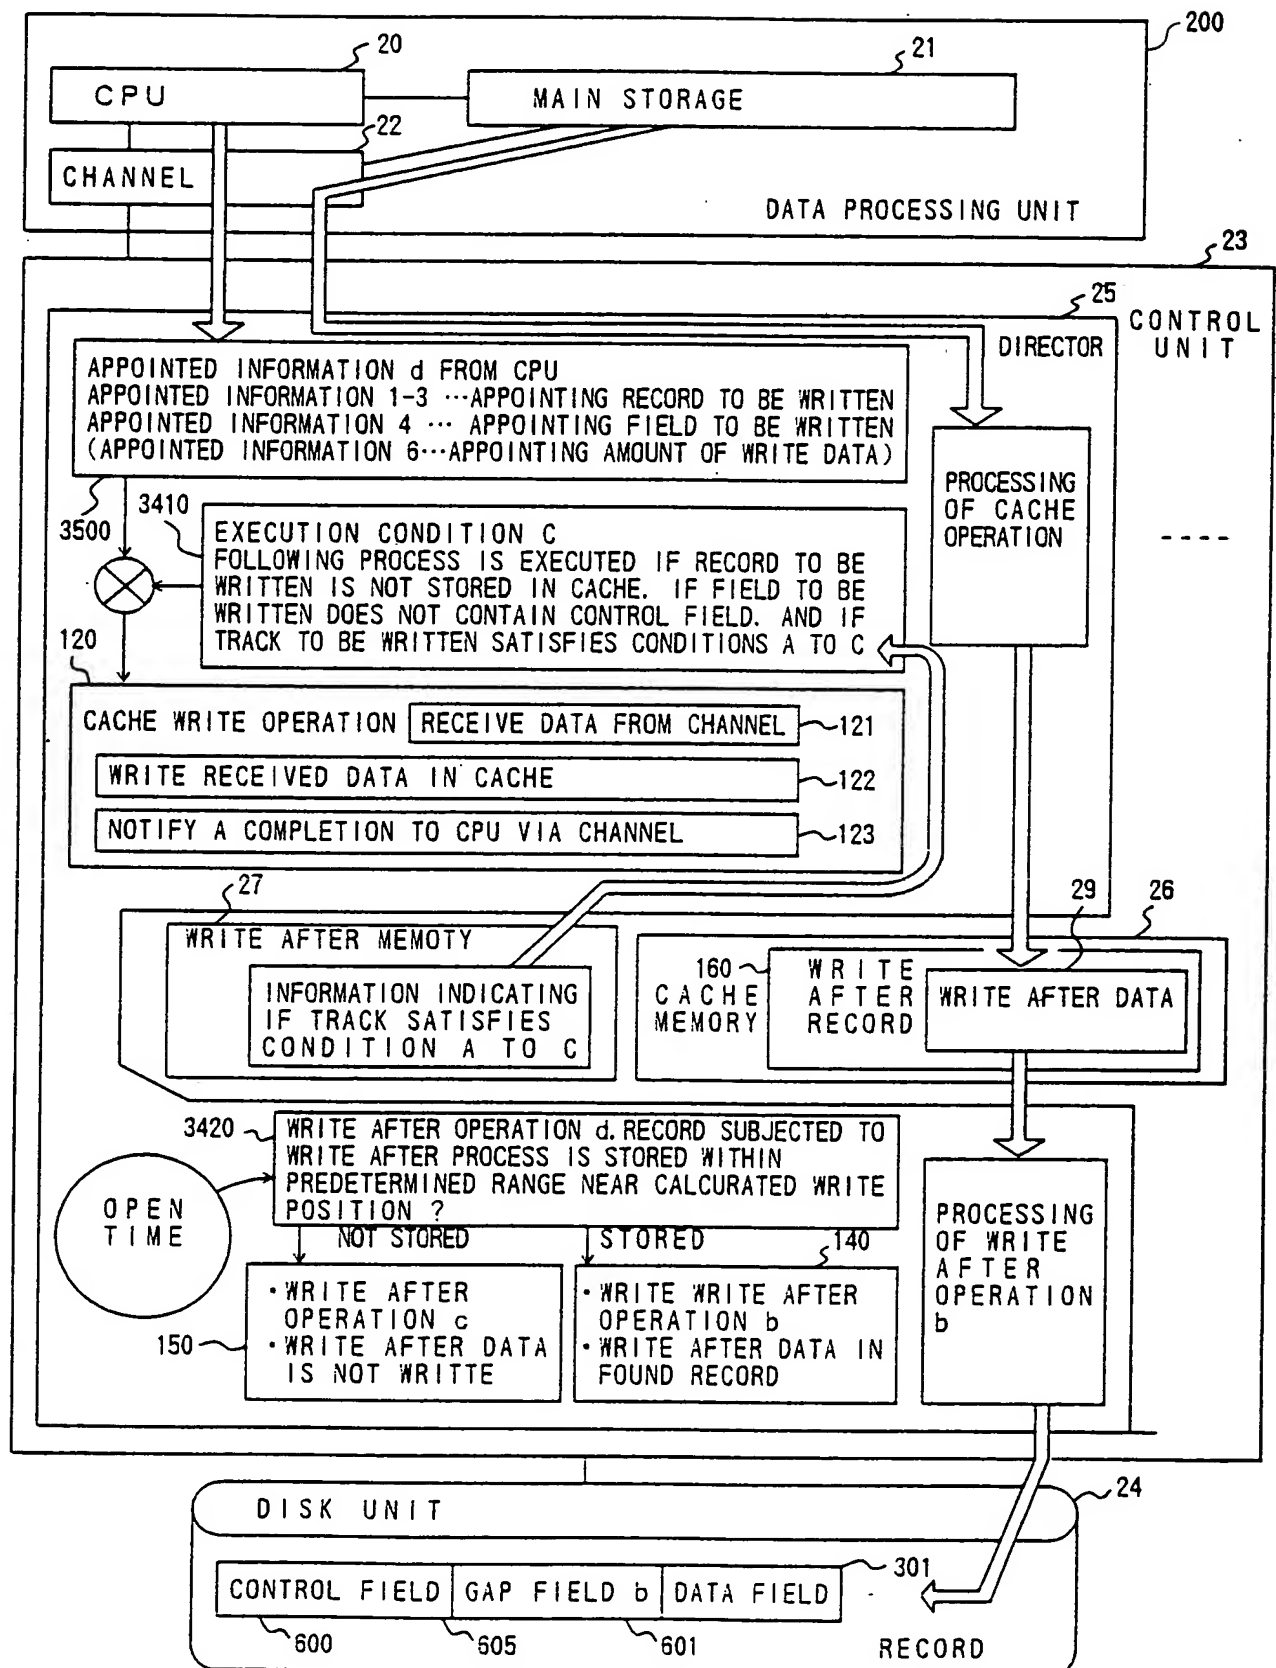 200
20
21
CPU
MAIN STORAGE
22
CHANNEL
DATA PROCESSING UNIT
23
25
CONTROL
UNIT
DIRECTOR
APPOINTED INFORMATION d FROM CPU
APPOINTED INFORMATION 1-3 ···APPOINTING RECORD TO BE WRITTEN
APPOINTED INFORMATION 4 ··· APPOINTING FIELD TO BE WRITTEN
(APPOINTED INFORMATION 6···APPOINTING AMOUNT OF WRITE DATA)
PROCESSING
OF CACHE
OPERATION
3500
3410
EXECUTION CONDITION C
FOLLOWING PROCESS IS EXECUTED IF RECORD TO BE
WRITTEN IS NOT STORED IN CACHE. IF FIELD TO BE
WRITTEN DOES NOT CONTAIN CONTROL FIELD. AND IF
TRACK TO BE WRITTEN SATISFIES CONDITIONS A TO C
----
120
CACHE WRITE OPERATION
RECEIVE DATA FROM CHANNEL
121
WRITE RECEIVED DATA IN CACHE
122
NOTIFY A COMPLETION TO CPU VIA CHANNEL
123
27
WRITE AFTER MEMOTY
INFORMATION INDICATING
IF TRACK SATISFIES
CONDITION A TO C
29
26
160
CACHE
MEMORY
WRITE
AFTER
RECORD
WRITE AFTER DATA
3420
WRITE AFTER OPERATION d. RECORD SUBJECTED TO
WRITE AFTER PROCESS IS STORED WITHIN
PREDETERMINED RANGE NEAR CALCURATED WRITE
POSITION ?
OPEN
TIME
NOT STORED
STORED
140
150
·WRITE AFTER
OPERATION c
·WRITE AFTER DATA
IS NOT WRITTE
·WRITE WRITE AFTER
OPERATION b
·WRITE AFTER DATA IN
FOUND RECORD
PROCESSING
OF WRITE
AFTER
OPERATION
b
24
DISK UNIT
301
CONTROL FIELD
GAP FIELD b
DATA FIELD
600
605
601
RECORD